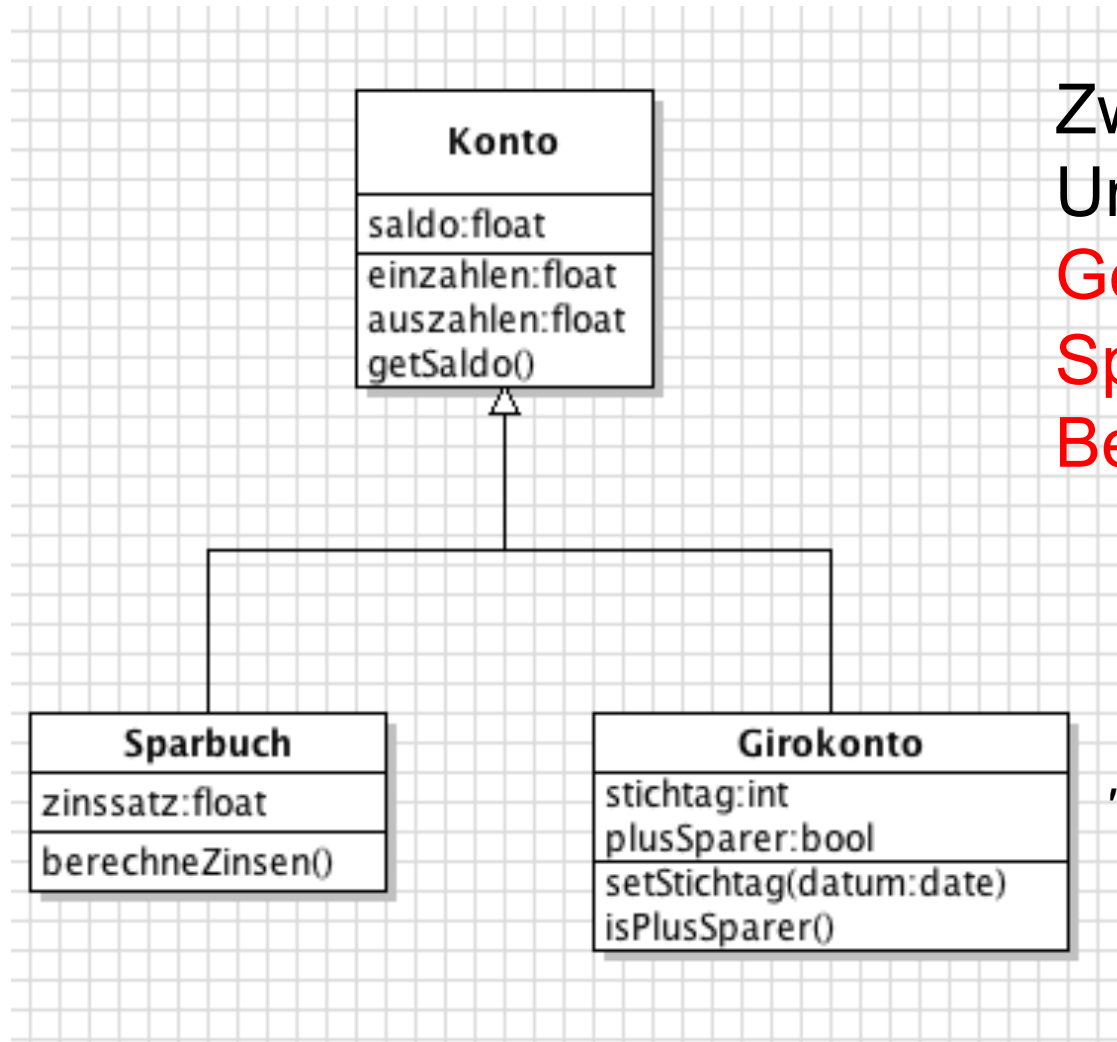 Konto
saldo:float
einzahlen:float
auszahlen:float
getSaldo()
Sparbuch
zinssatz:float
berechneZinsen()
Girokonto
stichtag:int
plusSparer:bool
setStichtag(datum:date)
isPlusSparer()